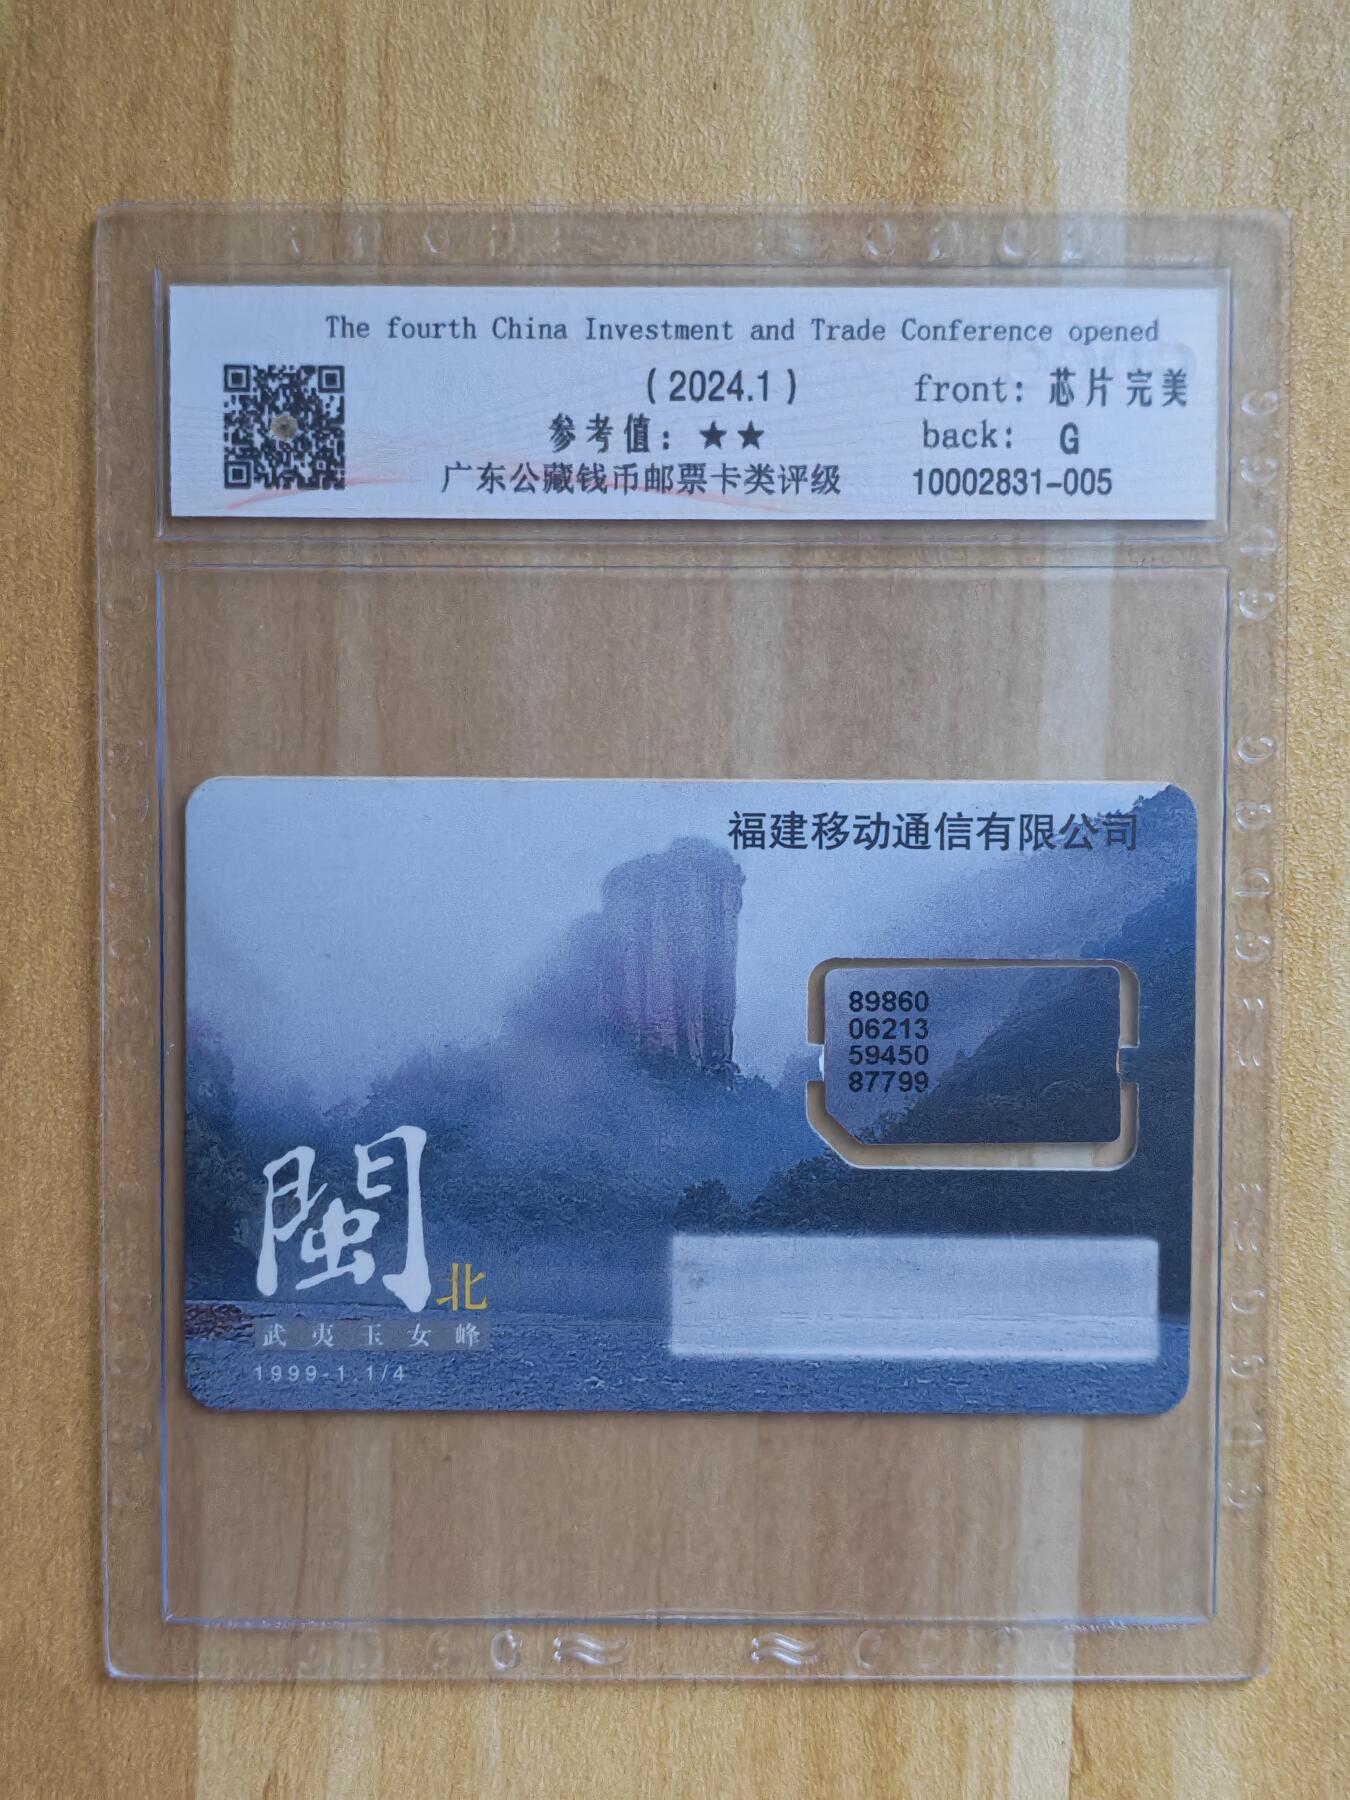 The fourth China Investment and Trade Conference opened
(2024.1)
front: 芯片完美
参考值：★★
back: G
广东公藏钱币邮票卡类评级
10002831-005
福建移动通信有限公司
89860
06213
59450
87799
閩北
武夷玉女峰
1999-1.1/4